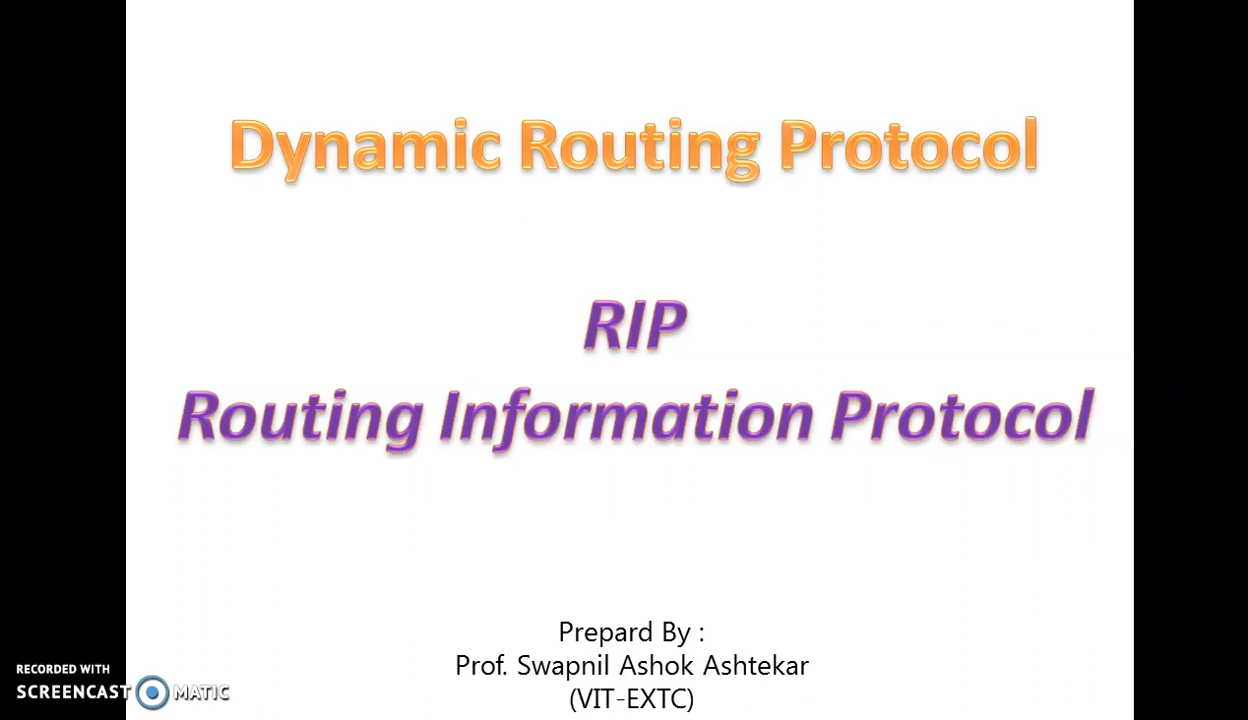 Dynamic Routing Protocol
RIP
Routing Information Protocol
Prepard By :
Prof. Swapnil Ashok Ashtekar
(VIT-EXTC)
RECORDED WITH
SCREENCAST MATIC